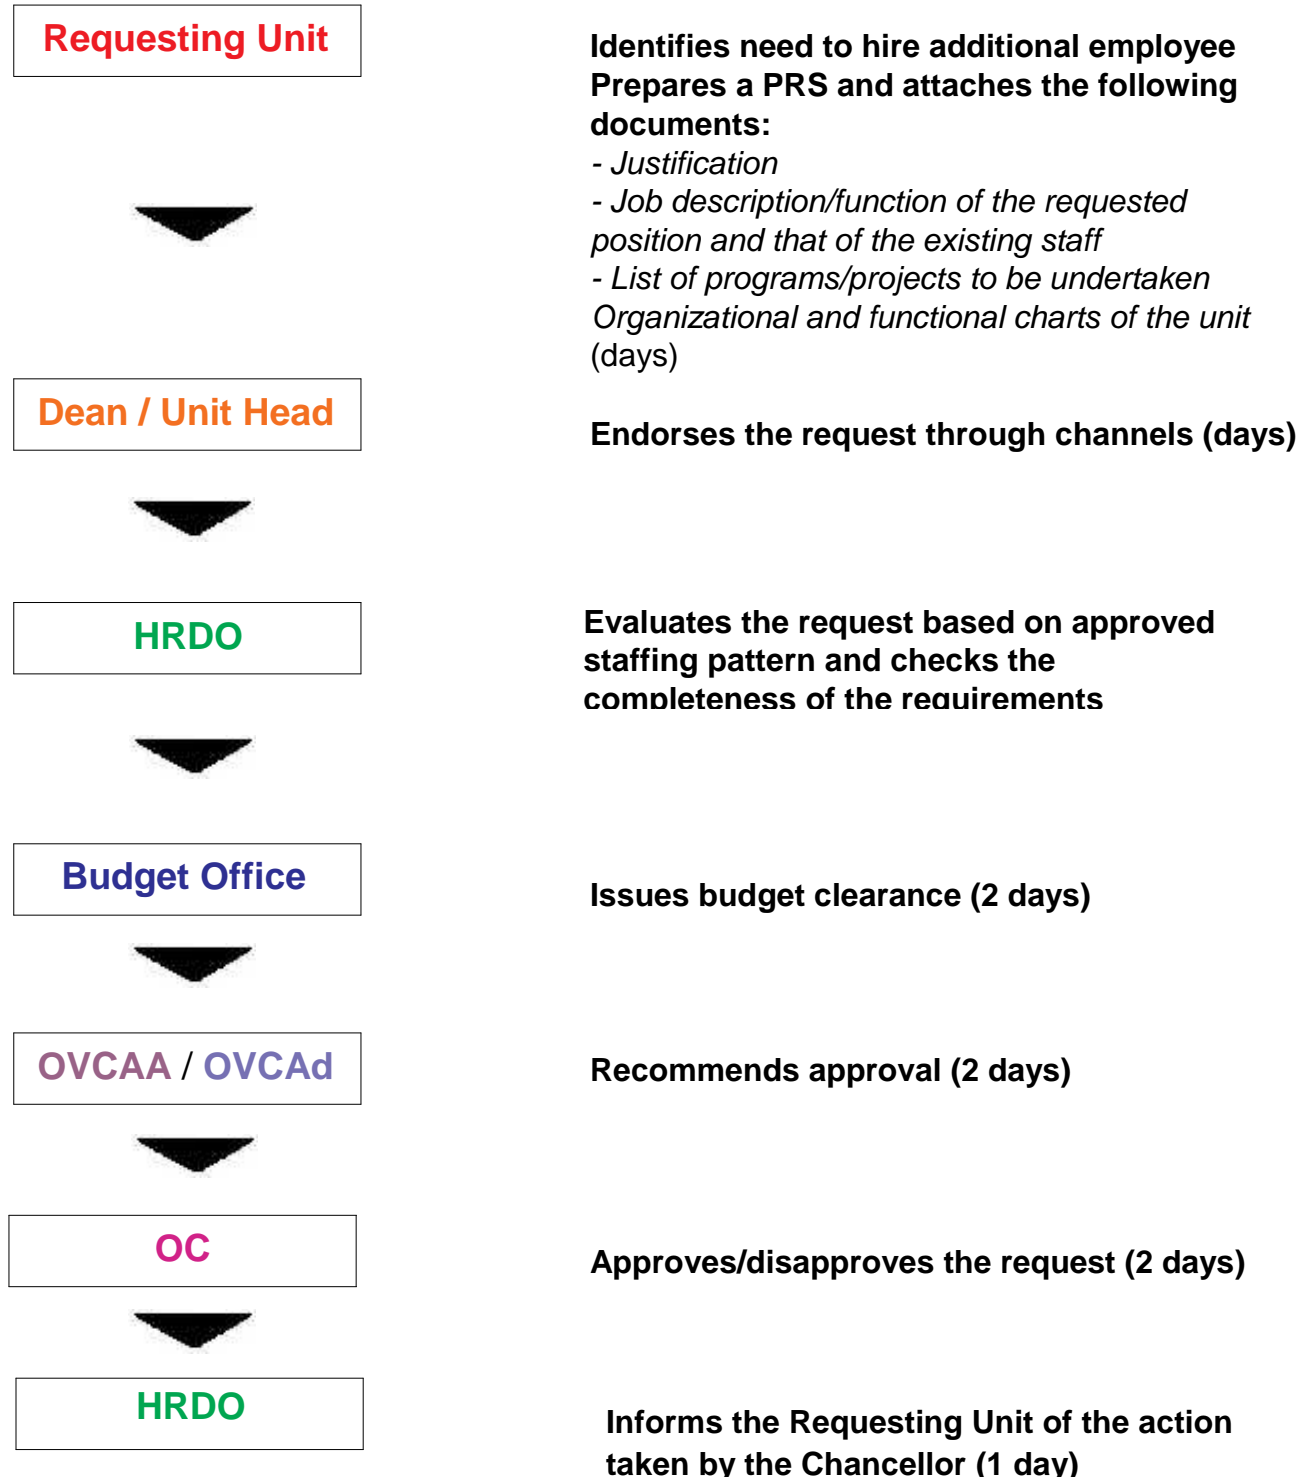 Requesting Unit
Identifies need to hire additional employee
Prepares a PRS and attaches the following
documents:
- Justification
- Job description/function of the requested
position and that of the existing staff
- List of programs/projects to be undertaken
Organizational and functional charts of the unit
(days)
Dean / Unit Head
Endorses the request through channels (days)
HRDO
Evaluates the request based on approved
staffing pattern and checks the
completeness of the requirements
Budget Office
Issues budget clearance (2 days)
OVCAA / OVCAd
Recommends approval (2 days)
OC
Approves/disapproves the request (2 days)
HRDO
Informs the Requesting Unit of the action
taken by the Chancellor (1 day)